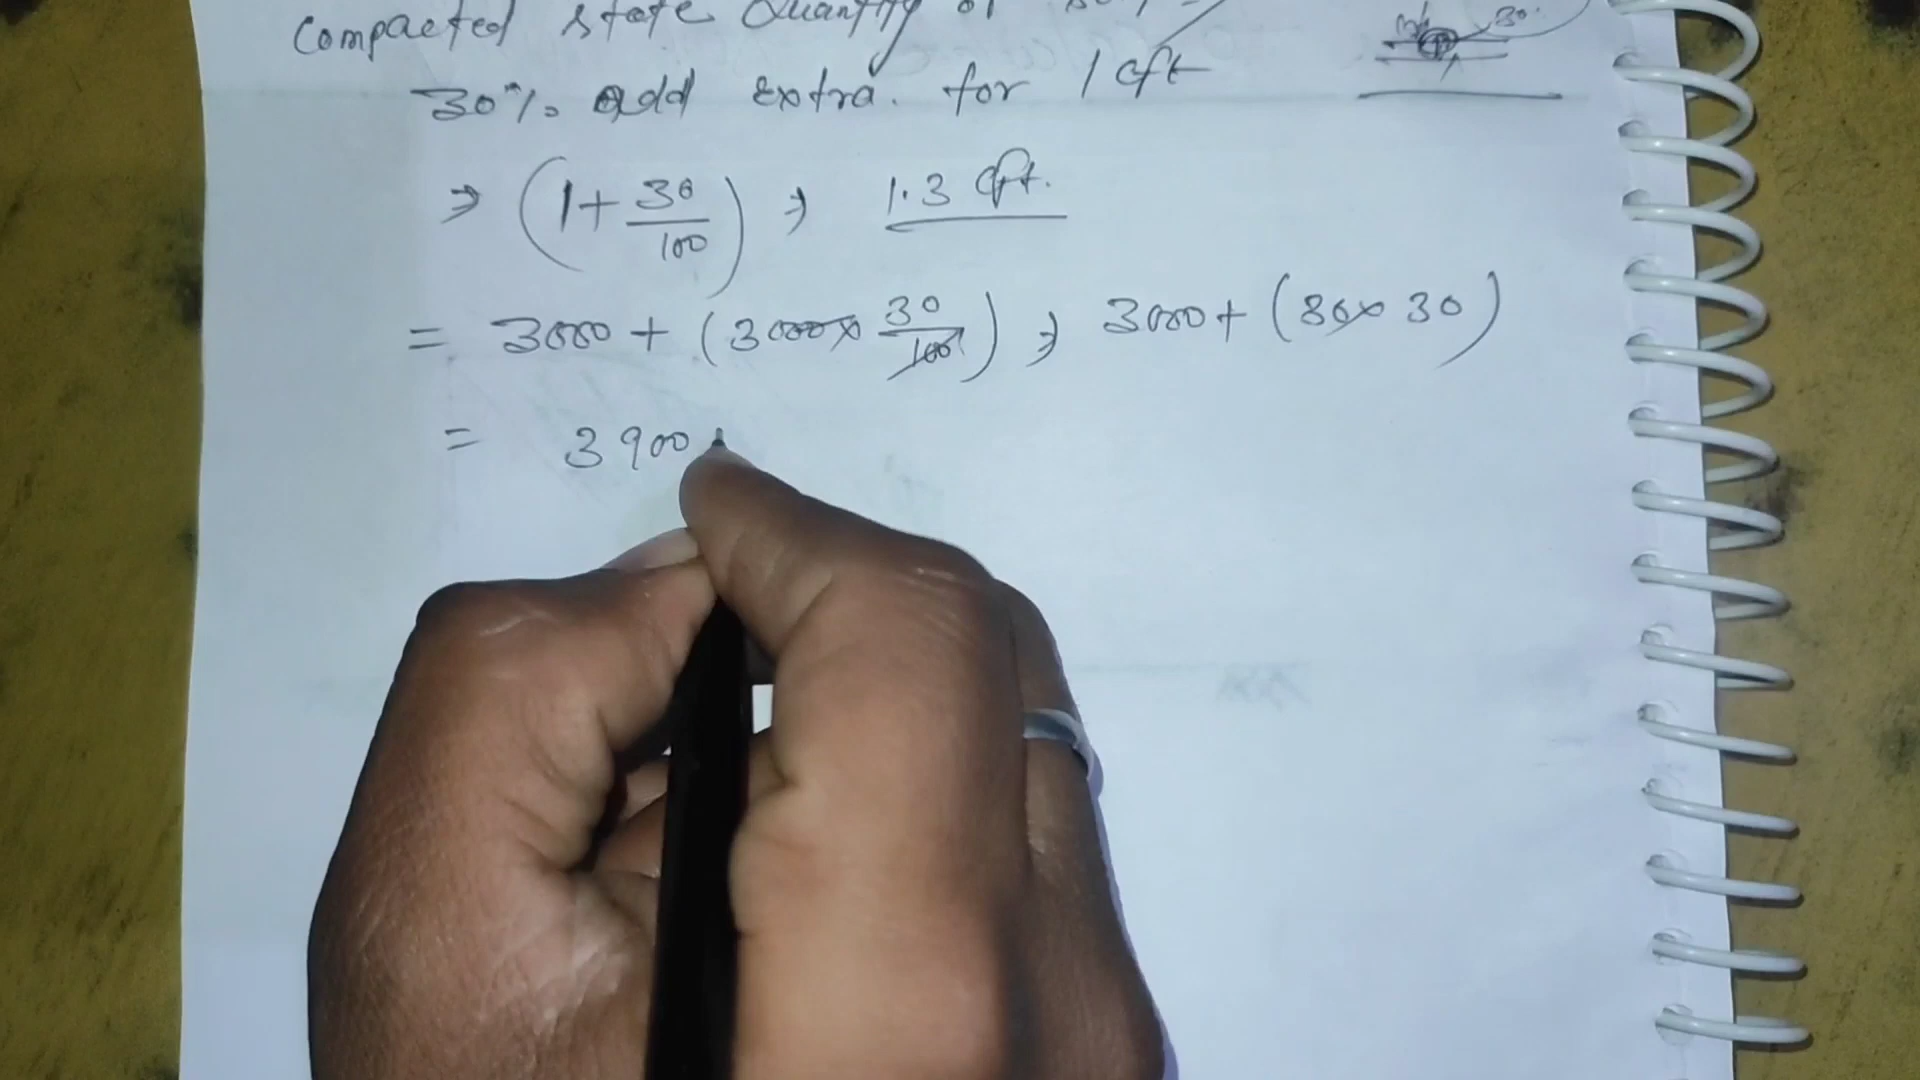 compacted state Quantity of
30% add extra. for 1 cft
⇒ (1+30/100) ⇒ 1.3 cft.
= 3000 + (3000× 30/100) ⇒ 3000+ (30× 30)
= 3900
30.